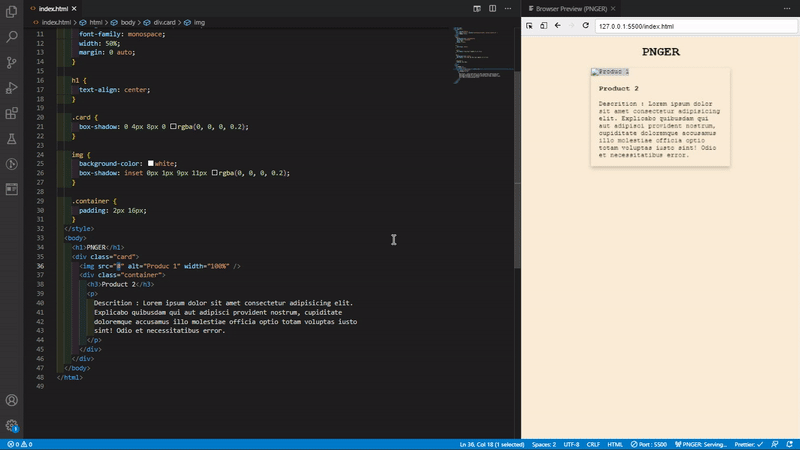 index.html
index.html > html > body > div.card > img
11 font-family: monospace;
12 width: 50%;
13 margin: 0 auto;
14 }
15
16 h1 {
17 text-align: center;
18 }
19
20 .card {
21 box-shadow: 0 4px 8px 0 rgba(0, 0, 0, 0.2);
22 }
23
24 img {
25 background-color: white;
26 box-shadow: inset 0px 1px 9px 11px rgba(0, 0, 0, 0.2);
27 }
28
29 .container {
30 padding: 2px 16px;
31 }
32 </style>
33 <body>
34 <h1>PNGER</h1>
35 <div class="card">
36 <img src="#" alt="Produc 1" width="100%" />
37 <div class="container">
38 <h3>Product 2</h3>
39 <p>
40 Descrition : Lorem ipsum dolor sit amet consectetur adipisicing elit.
41 Explicabo quibusdam qui aut adipisci provident nostrum, cupiditate
42 doloremque accusamus illo molestiae officia optio totam voluptas iusto
43 sint! Odio et necessitatibus error.
44 </p>
45 </div>
46 </div>
47 </body>
48 </html>
49
Browser Preview (PNGER)
127.0.0.1:5500/index.html
PNGER
Produc 1
Product 2
Descrition : Lorem ipsum dolor
sit amet consectetur adipisicing
elit. Explicabo quibusdam qui
aut adipisci provident nostrum,
cupiditate doloremque accusamus
illo molestiae officia optio
totam voluptas iusto sint! Odio
et necessitatibus error.
0 0
Ln 36, Col 18 (1 selected)
Spaces: 2
UTF-8
CRLF
HTML
Port : 5500
PNGER: Serving...
Prettier: ✓